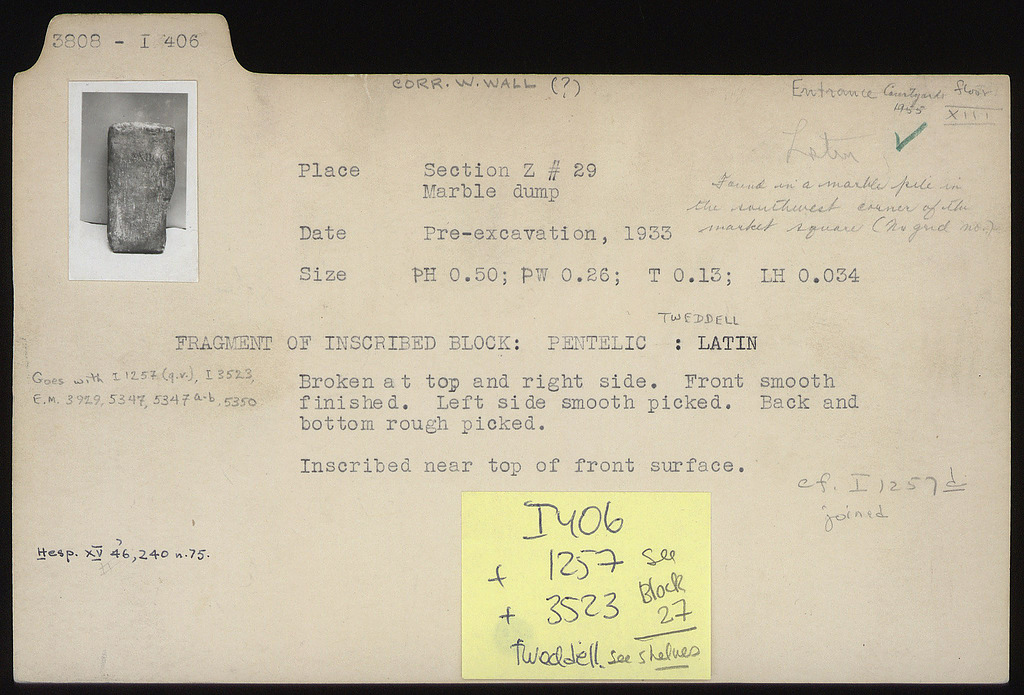 3808 - I 406
CORR. W. WALL (?)
Entrance Courtyard Floor
1955
XIII
Latin
Place Section Z # 29
Marble dump
Found in a marble pile in
the southwest corner of the
market square (No grid no.)
Date Pre-excavation, 1933
Size PH 0.50; PW 0.26; T 0.13; LH 0.034
TWEDDELL
FRAGMENT OF INSCRIBED BLOCK: PENTELIC : LATIN
Goes with I 1257 (q.v.), I 3523,
E.M. 3929, 5347, 5347 a-b, 5350
Broken at top and right side. Front smooth
finished. Left side smooth picked. Back and
bottom rough picked.
Inscribed near top of front surface.
cf. I 1257 d
joined
Hesp. XV '46, 240 n.75.
I 406
+ 1257 see
+ 3523 Block
27
Tweddell. see shelves